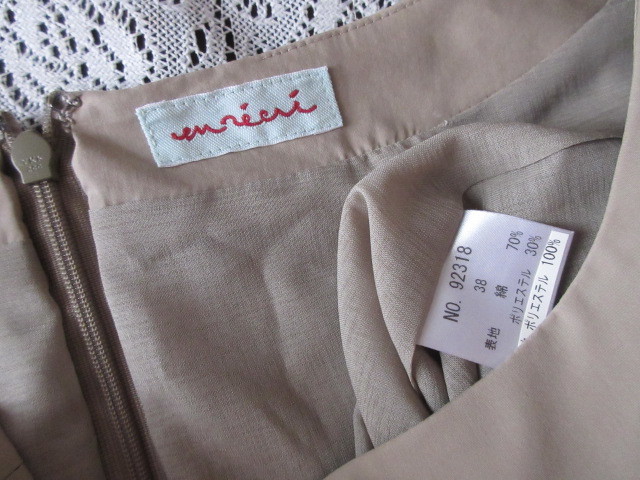 en récré
NO. 92318
38
表地 綿 70%
ポリエステル 30%
ポリエステル 100%